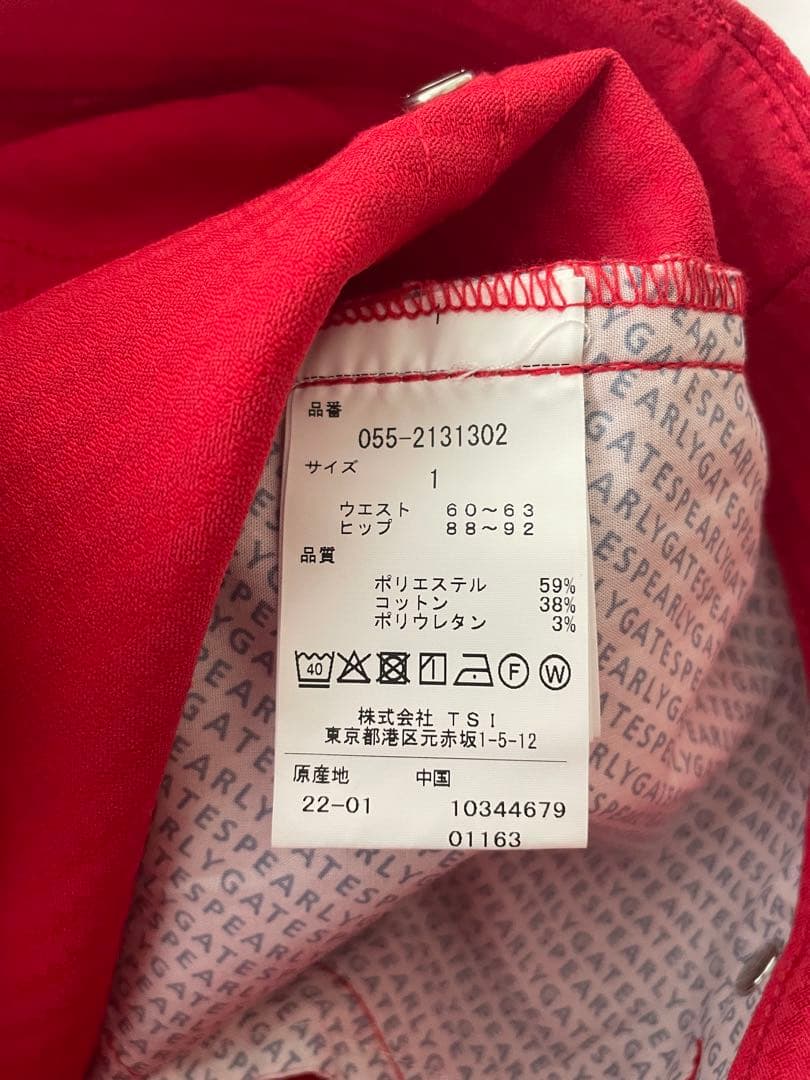 品番
055-2131302
サイズ
1
ウエスト 60～63
ヒップ 88～92
品質
ポリエステル 59%
コットン 38%
ポリウレタン 3%
40 1 F W
株式会社 TSI
東京都港区元赤坂1-5-12
原産地 中国
22-01 10344679
01163
PEARLYGATES